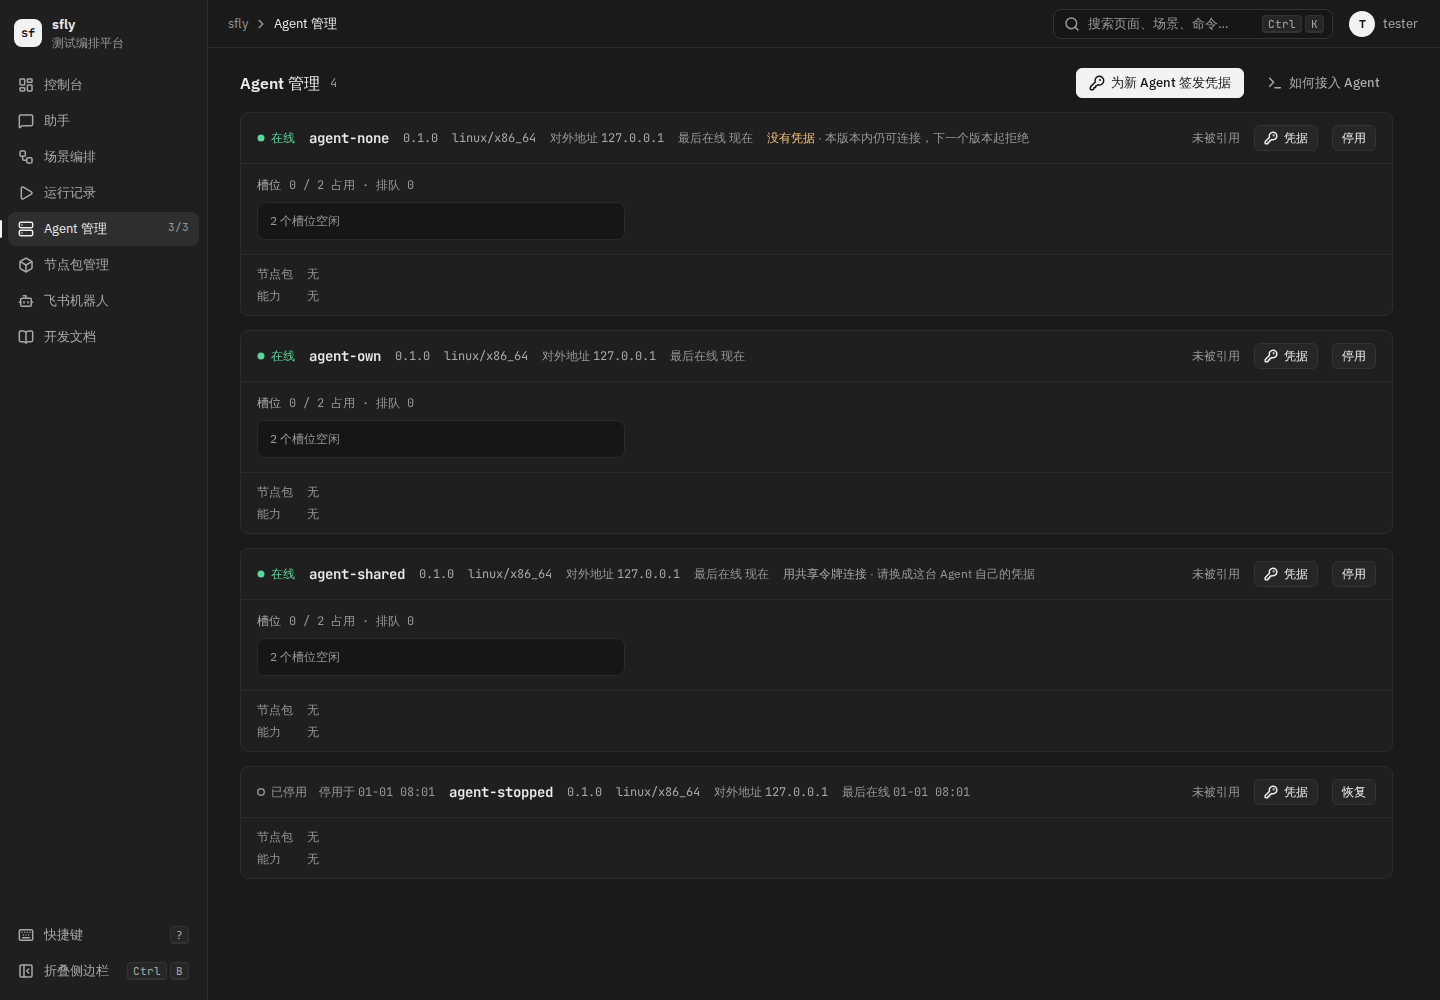 sf
sfly
测试编排平台
控制台
助手
场景编排
运行记录
Agent 管理 3/3
节点包管理
飞书机器人
开发文档
快捷键 ?
折叠侧边栏 Ctrl B
sfly > Agent 管理
搜索页面、场景、命令... Ctrl K
T tester
Agent 管理 4
为新 Agent 签发凭据
如何接入 Agent
在线 agent-none 0.1.0 linux/x86_64 对外地址 127.0.0.1 最后在线 现在 没有凭据 · 本版本内仍可连接，下一个版本起拒绝 未被引用 凭据 停用
槽位 0 / 2 占用 · 排队 0
2 个槽位空闲
节点包 无
能力 无
在线 agent-own 0.1.0 linux/x86_64 对外地址 127.0.0.1 最后在线 现在 未被引用 凭据 停用
槽位 0 / 2 占用 · 排队 0
2 个槽位空闲
节点包 无
能力 无
在线 agent-shared 0.1.0 linux/x86_64 对外地址 127.0.0.1 最后在线 现在 用共享令牌连接 · 请换成这台 Agent 自己的凭据 未被引用 凭据 停用
槽位 0 / 2 占用 · 排队 0
2 个槽位空闲
节点包 无
能力 无
已停用 停用于 01-01 08:01 agent-stopped 0.1.0 linux/x86_64 对外地址 127.0.0.1 最后在线 01-01 08:01 未被引用 凭据 恢复
节点包 无
能力 无